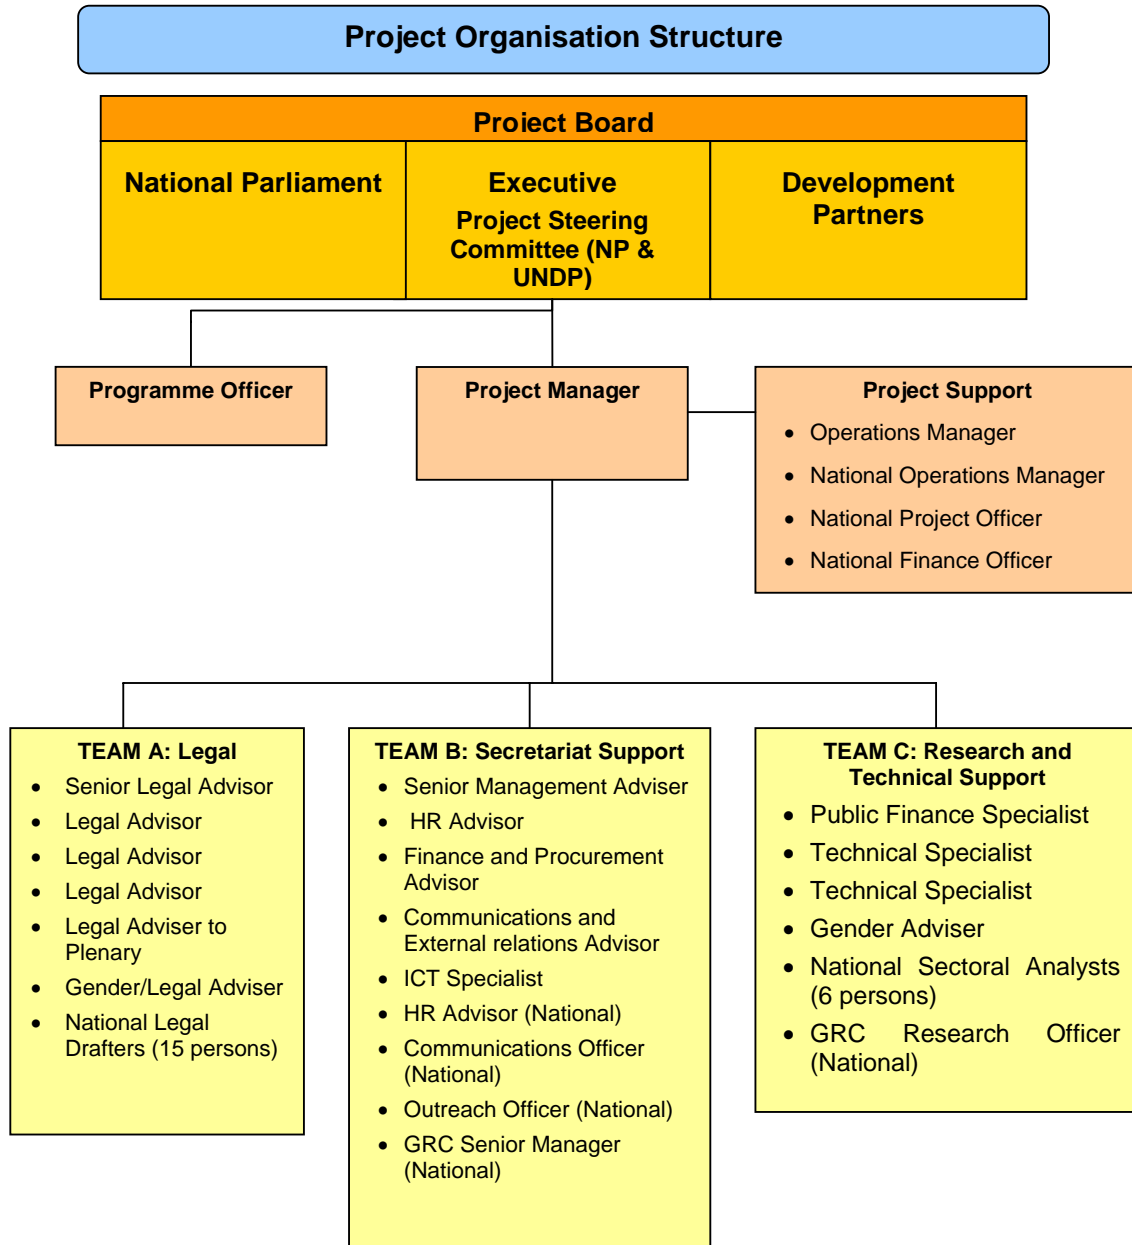 Project Organisation Structure
Project Board
National Parliament
Executive
Project Steering
Committee (NP &
UNDP)
Development
Partners
Programme Officer
Project Manager
Project Support
• Operations Manager
• National Operations Manager
• National Project Officer
• National Finance Officer
TEAM A: Legal
• Senior Legal Advisor
• Legal Advisor
• Legal Advisor
• Legal Advisor
• Legal Adviser to
Plenary
• Gender/Legal Adviser
• National Legal
Drafters (15 persons)
TEAM B: Secretariat Support
• Senior Management Adviser
• HR Advisor
• Finance and Procurement
Advisor
• Communications and
External relations Advisor
• ICT Specialist
• HR Advisor (National)
• Communications Officer
(National)
• Outreach Officer (National)
• GRC Senior Manager
(National)
TEAM C: Research and
Technical Support
• Public Finance Specialist
• Technical Specialist
• Technical Specialist
• Gender Adviser
• National Sectoral Analysts
(6 persons)
• GRC Research Officer
(National)